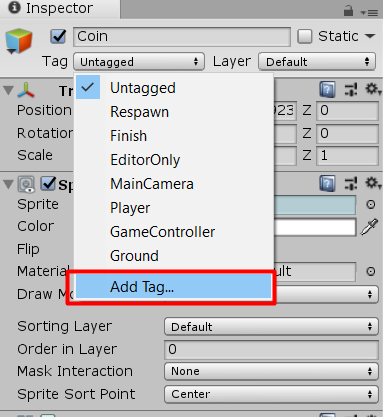 Inspector
Coin
Static
Tag Untagged Layer Default
Untagged
Respawn
Finish
EditorOnly
MainCamera
Player
GameController
Ground
Add Tag...
Tr
Position 923 Z 0
Rotation Z 0
Scale Z 1
Sp
Sprite
Color
Flip
Material ult
Draw Mo
Sorting Layer Default
Order in Layer 0
Mask Interaction None
Sprite Sort Point Center